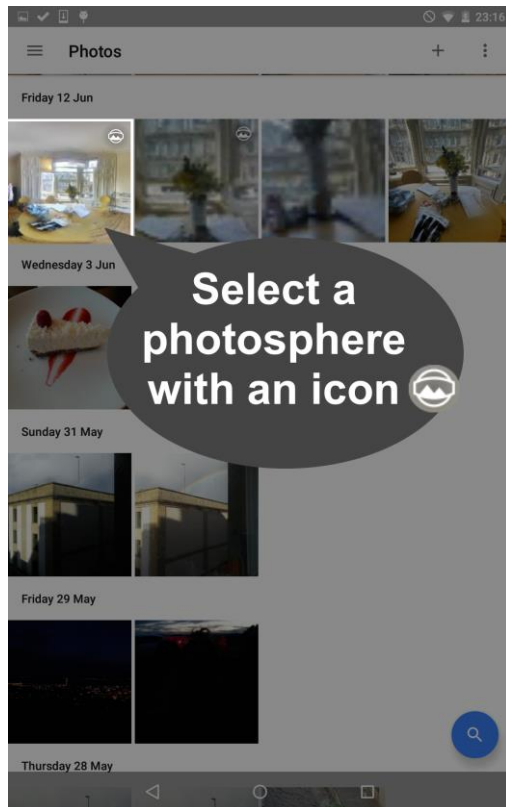 23:16
Photos
Friday 12 Jun
Wednesday 3 Jun
Select a
photosphere
with an icon
Sunday 31 May
Friday 29 May
Thursday 28 May